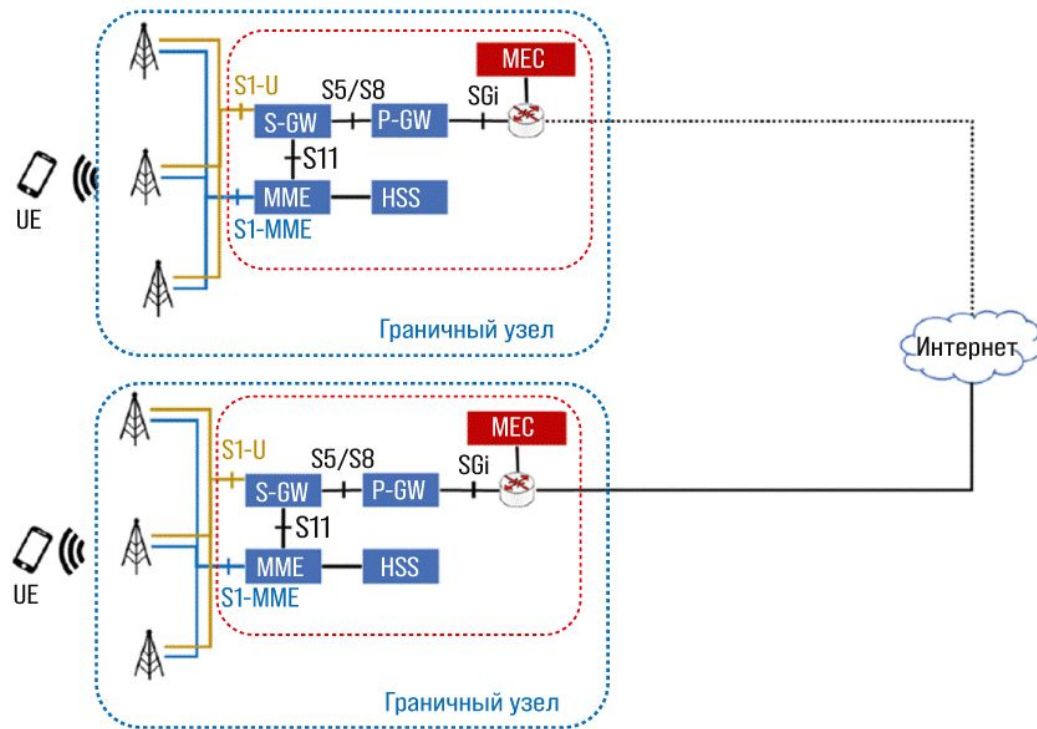 MEC
S1-U
S5/S8
SGi
S-GW
P-GW
S11
UE
MME
HSS
S1-MME
Граничный узел
Интернет
MEC
S1-U
S5/S8
SGi
S-GW
P-GW
S11
UE
MME
HSS
S1-MME
Граничный узел